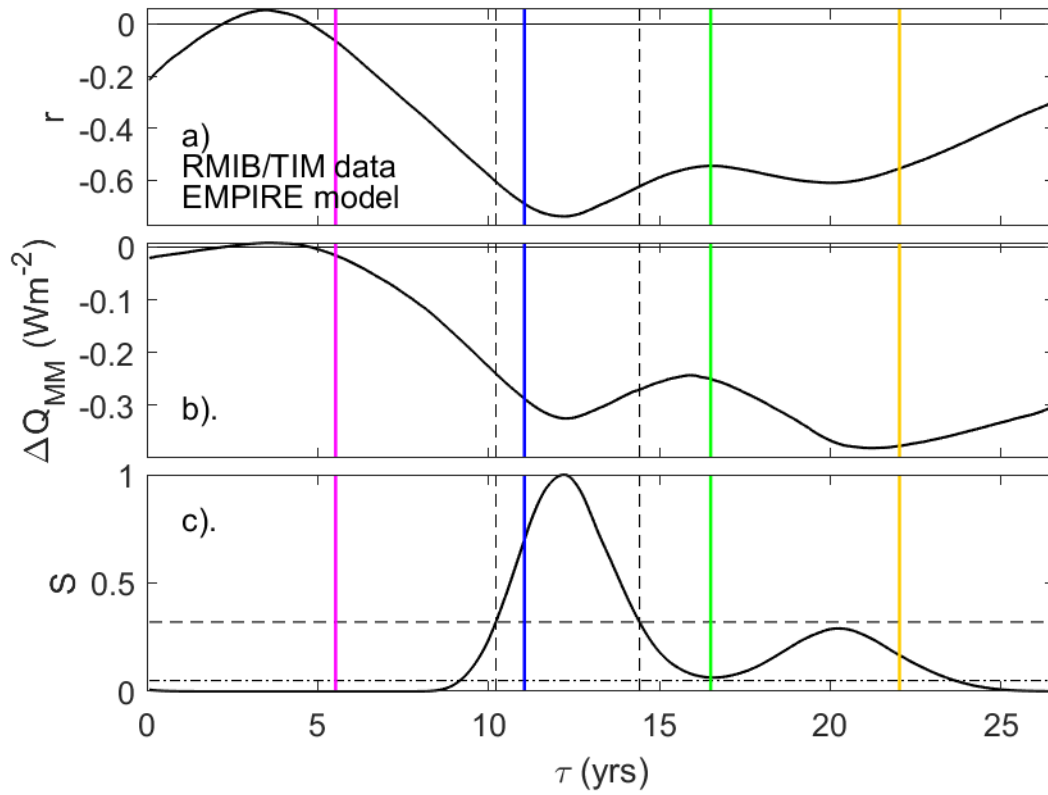 0
-0.2
-0.4
-0.6
r
a)
RMIB/TIM data
EMPIRE model
0
-0.1
-0.2
-0.3
ΔQMM (Wm-2)
b).
1
0.5
0
S
c).
0 5 10 15 20 25
τ (yrs)